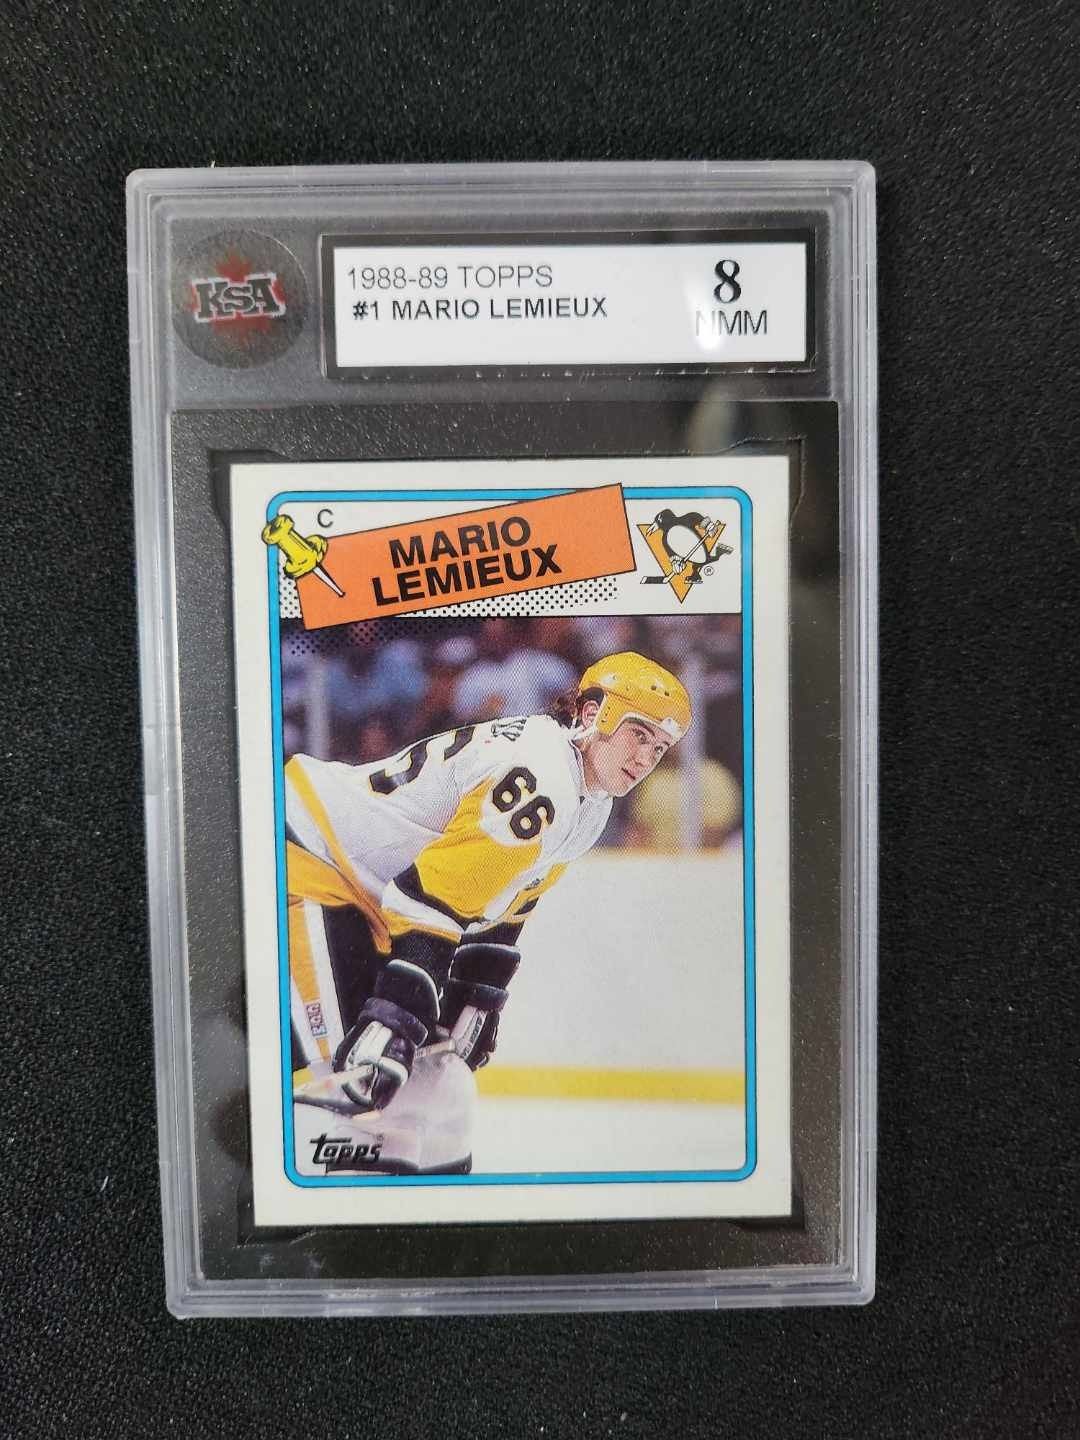 KSA
1988-89 TOPPS
#1 MARIO LEMIEUX
8
NMM
C
MARIO
LEMIEUX
®
66
topps